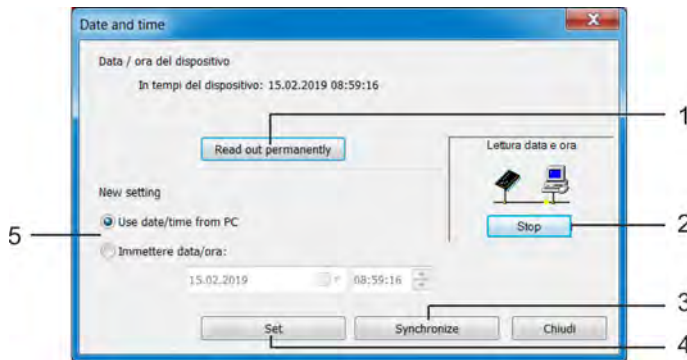 Date and time
Data / ora del dispositivo
In tempi del dispositivo: 15.02.2019 08:59:16
1
Read out permanently
Lettura data e ora
New setting
Use date/time from PC
Stop
2
5
Immettere data/ora:
15.02.2019 08:59:16
3
Set Synchronize Chiudi
4